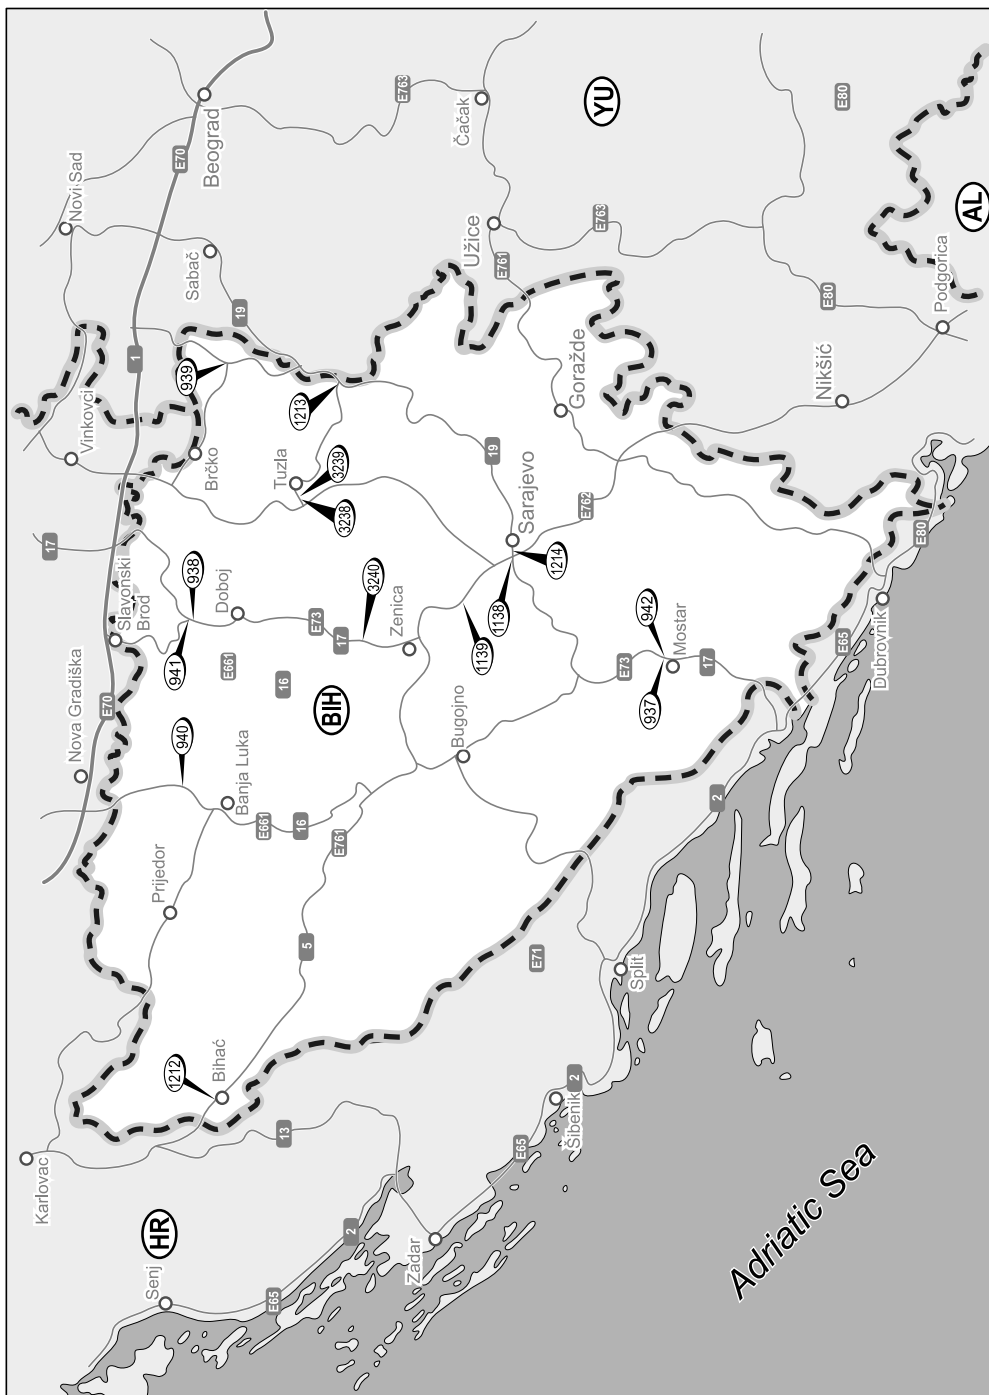 Karlovac
17
Novi Sad
Nova Gradiška
Vinkovći
E70
Slavonski
Brod
1
Senj
HR
Prijedor
1212
941
940
938
939
E70
Bihać
Banja Luka
E661
Doboj
Brčko
Sabač
Beograd
E65
13
E661
16
Tuzla
19
5
16
BIH
E73
1213
2
E761
17
3238
3239
3240
Zadar
Zenica
E763
Bugojno
1139
Čačak
Užice
E65
1138
19
E761
Šibenik
E71
Sarajevo
1214
2
E762
Goražde
E763
YU
Split
E73
937
942
Mostar
17
2
Adriatic Sea
E65
Nikšić
E80
E80
Dubrovnik
E80
Podgorica
AL